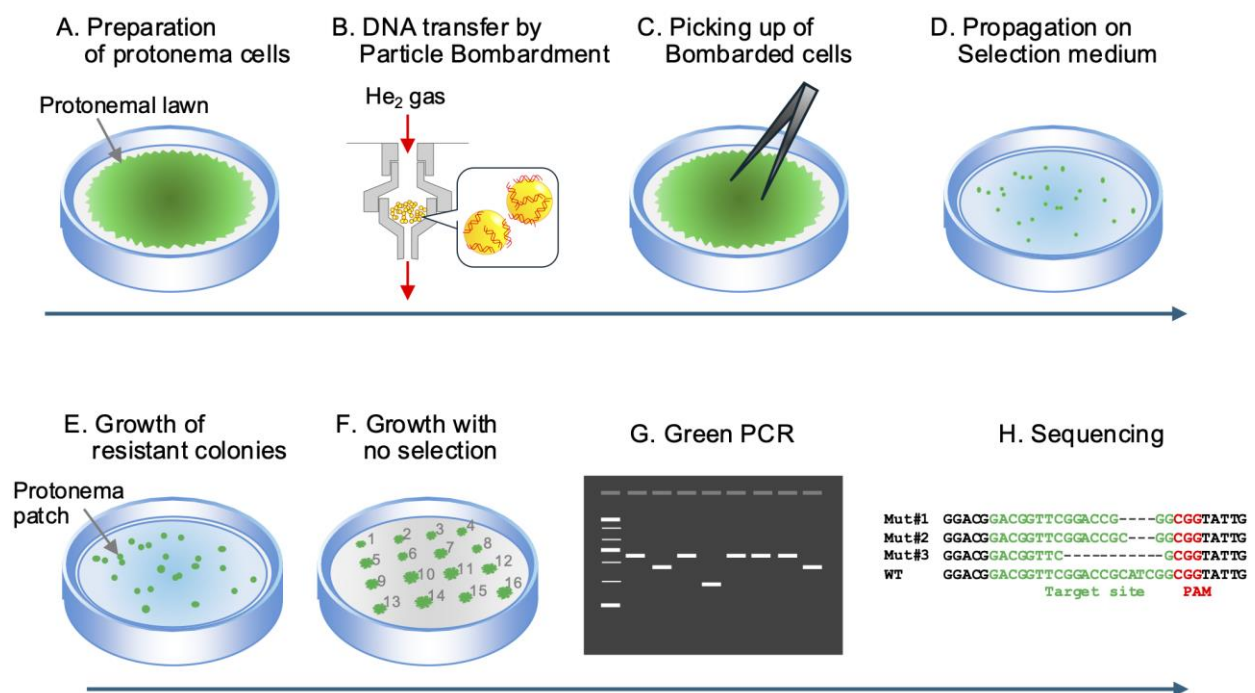 A. Preparation
of protonema cells
Protonemal lawn
B. DNA transfer by
Particle Bombardment
He₂ gas
C. Picking up of
Bombarded cells
D. Propagation on
Selection medium
E. Growth of
resistant colonies
Protonema
patch
F. Growth with
no selection
1 2 3 4
5 6 7 8
9 10 11 12
13 14 15 16
G. Green PCR
H. Sequencing
Mut#1 GGACGGACGGTTCGGACCG----GGCGGTATTG
Mut#2 GGACGGACGGTTCGGACCGC---GGCGGTATTG
Mut#3 GGACGGACGGTTC-----------GCGGTATTG
WT GGACGGACGGTTCGGACCGCATCGGCGGTATTG
Target site PAM